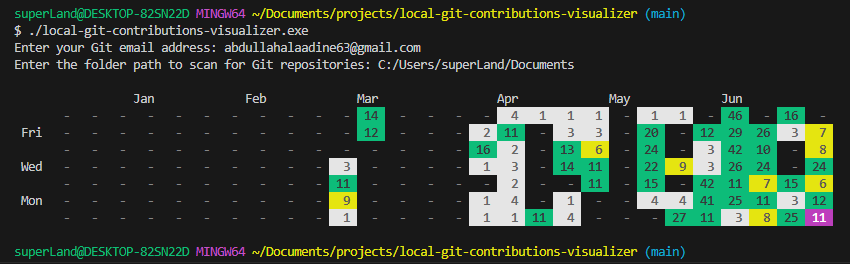 superLand@DESKTOP-82SN22D MINGW64 ~/Documents/projects/local-git-contributions-visualizer (main)
$ ./local-git-contributions-visualizer.exe
Enter your Git email address: abdullahalaadine63@gmail.com
Enter the folder path to scan for Git repositories: C:/Users/superLand/Documents
Jan Feb Mar Apr May Jun
- - - - - - - - - - - 14 - - - - 4 1 1 1 - 1 1 - 46 - 16 -
Fri - - - - - - - - - - - 12 - - - 2 11 - 3 3 - 20 - 12 29 26 3 7
- - - - - - - - - - - - - - - 16 2 - 13 6 - 24 - 3 42 10 - 8
Wed - - - - - - - - - - 3 - - - - 1 3 - 14 11 - 22 9 3 26 24 - 24
- - - - - - - - - - 11 - - - - - 2 - - 11 - 15 - 42 11 7 15 6
Mon - - - - - - - - - - 9 - - - - 1 4 - 1 - - 4 4 41 25 11 3 12
- - - - - - - - - - 1 - - - - 1 1 11 4 - - - 27 11 3 8 25 11
superLand@DESKTOP-82SN22D MINGW64 ~/Documents/projects/local-git-contributions-visualizer (main)